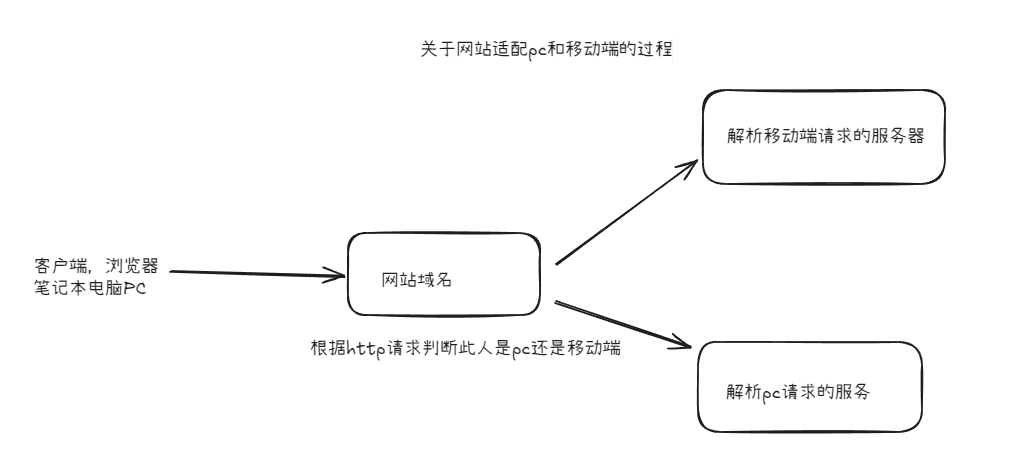 关于网站适配pc和移动端的过程
解析移动端请求的服务器
客户端，浏览器
笔记本电脑PC
网站域名
根据http请求判断此人是pc还是移动端
解析pc请求的服务